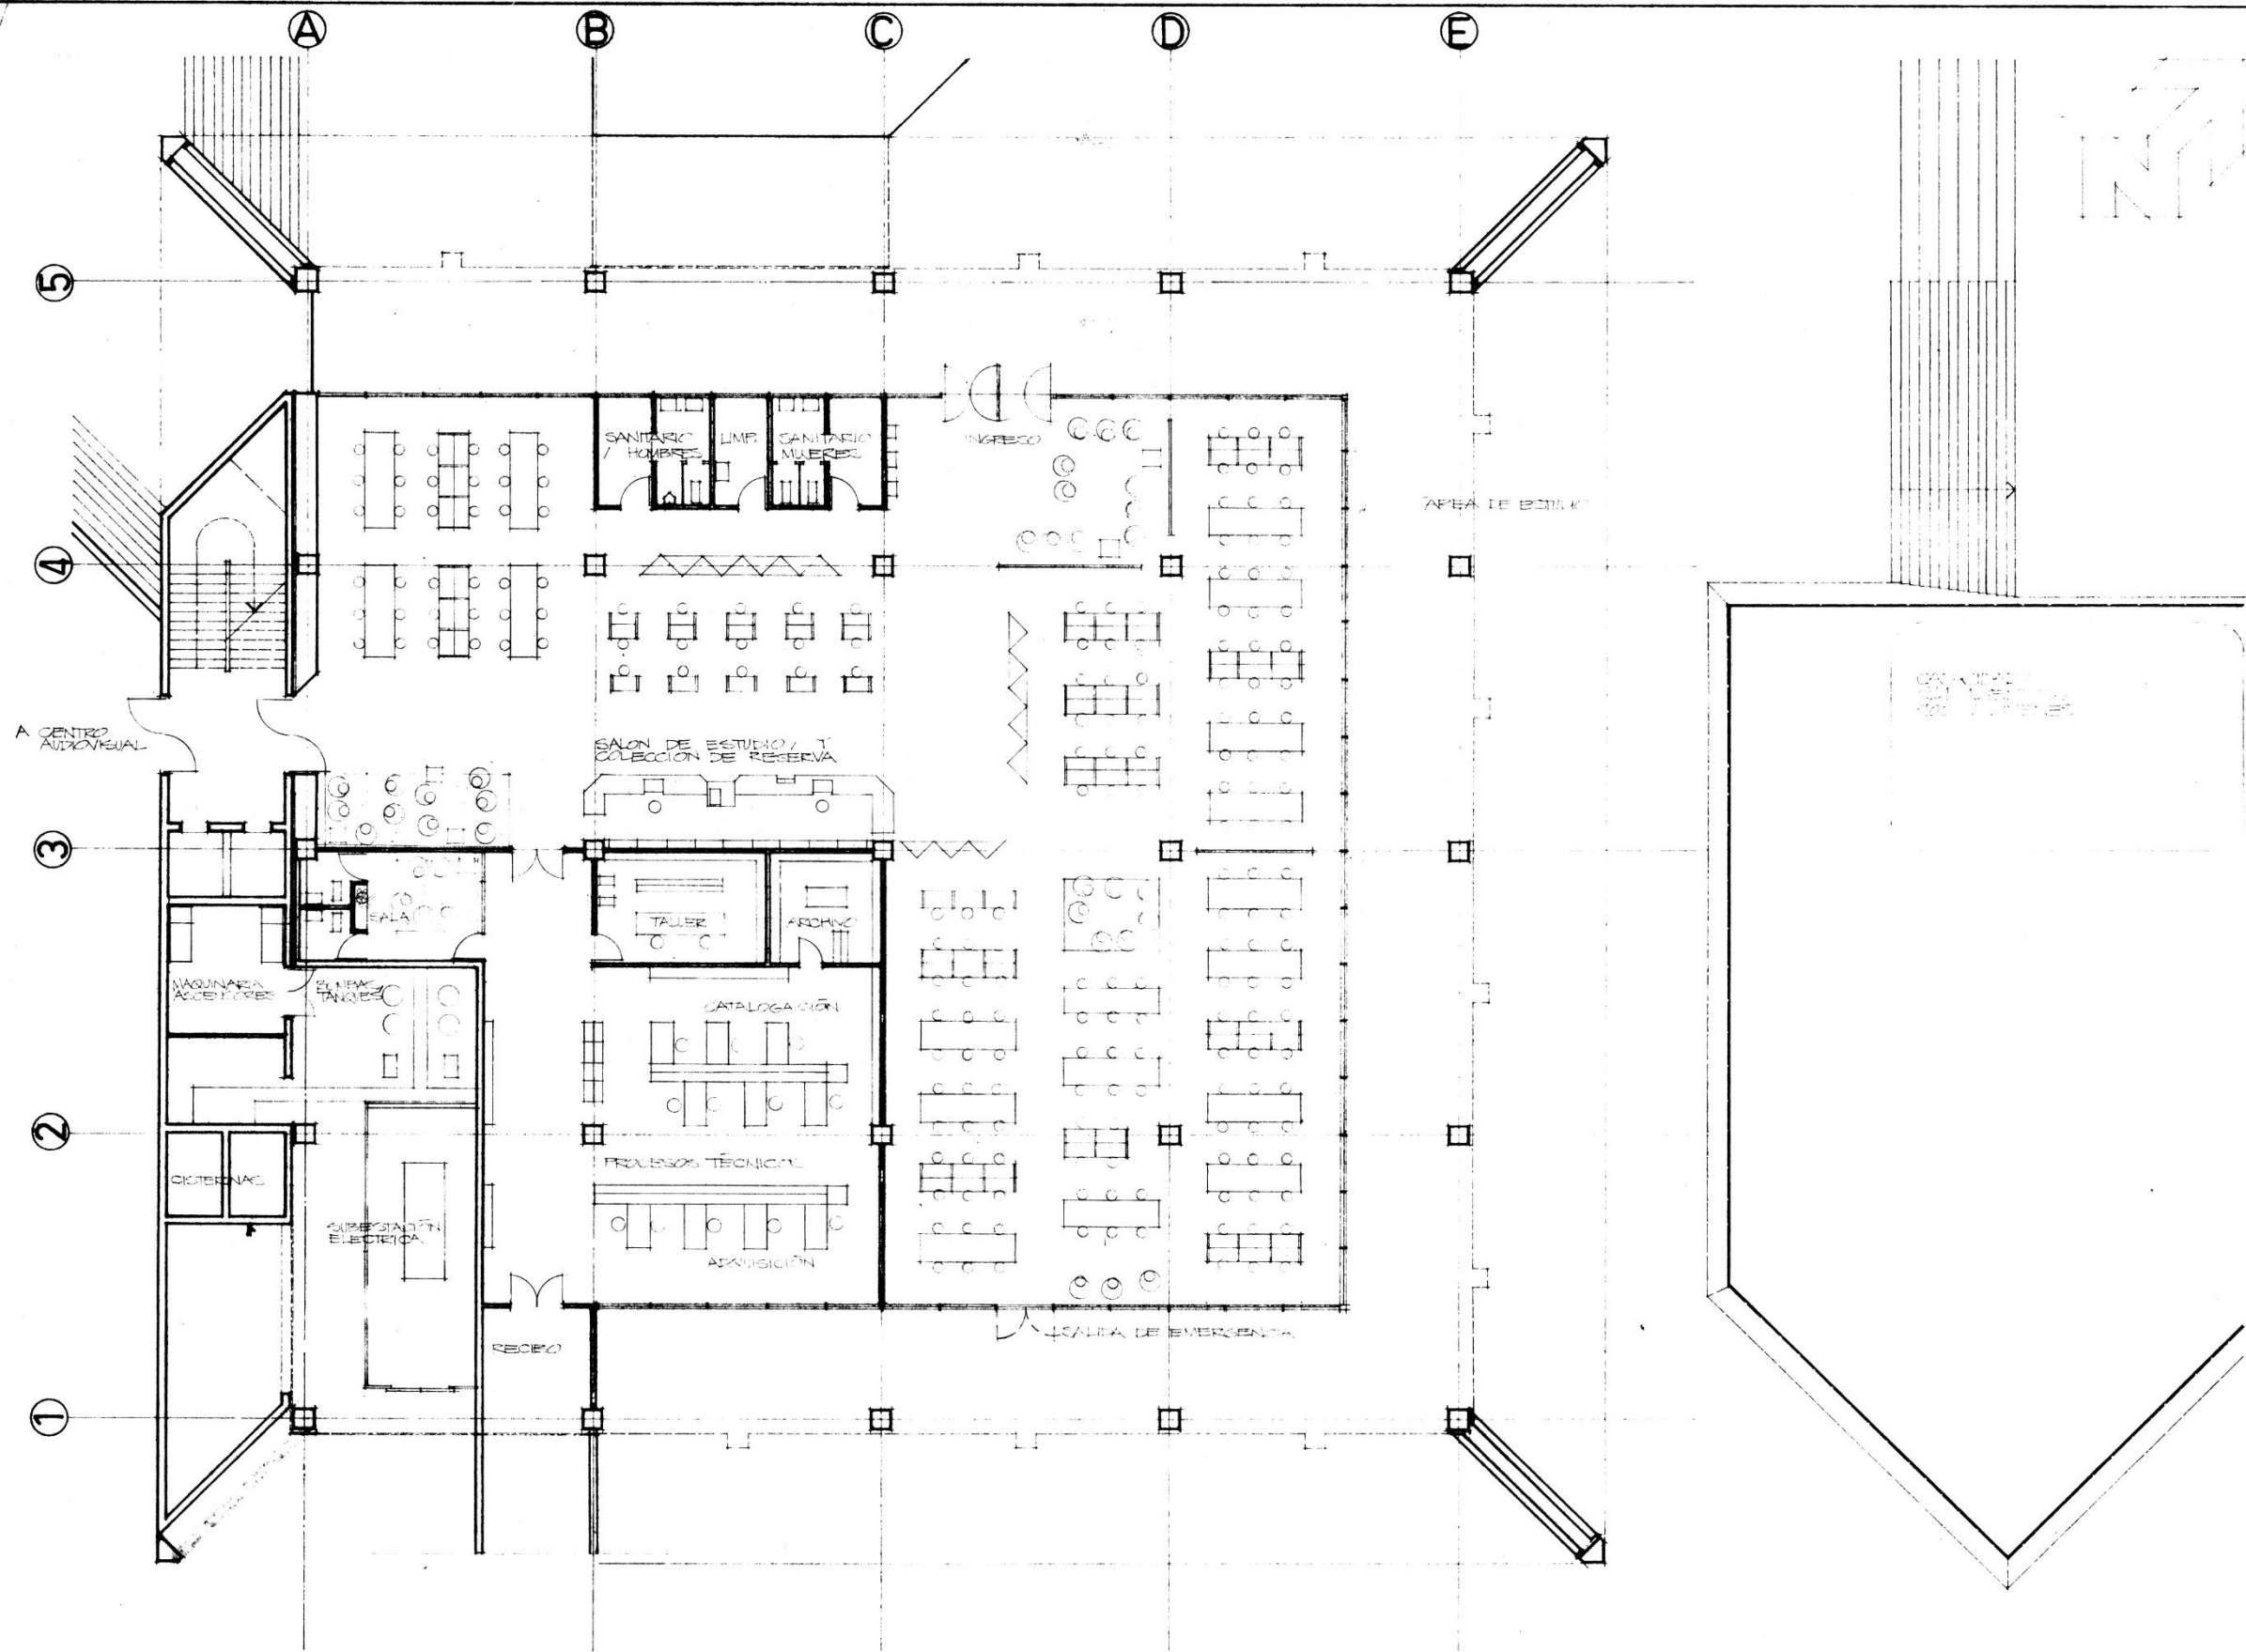 A
B
C
D
E
N
5
SANITARIO
/ HOMBRES
LIMP.
SANITARIO
MUJERES
INGRESO
AREA DE ESTUDIO
4
A CENTRO
AUDIOVISUAL
SALON DE ESTUDIO / Y
COLECCION DE RESERVA
3
SALA
TALLER
ARCHIVO
MAQUINARIA
ASCENSORES
BOMBAS,
TANQUES
CATALOGACIÓN
2
PROCESOS TÉCNICOS
CISTERNAS
SUBESTACIÓN
ELECTRICA
ADQUISICIÓN
RECIBO
SALIDA DE EMERGENCIA
1